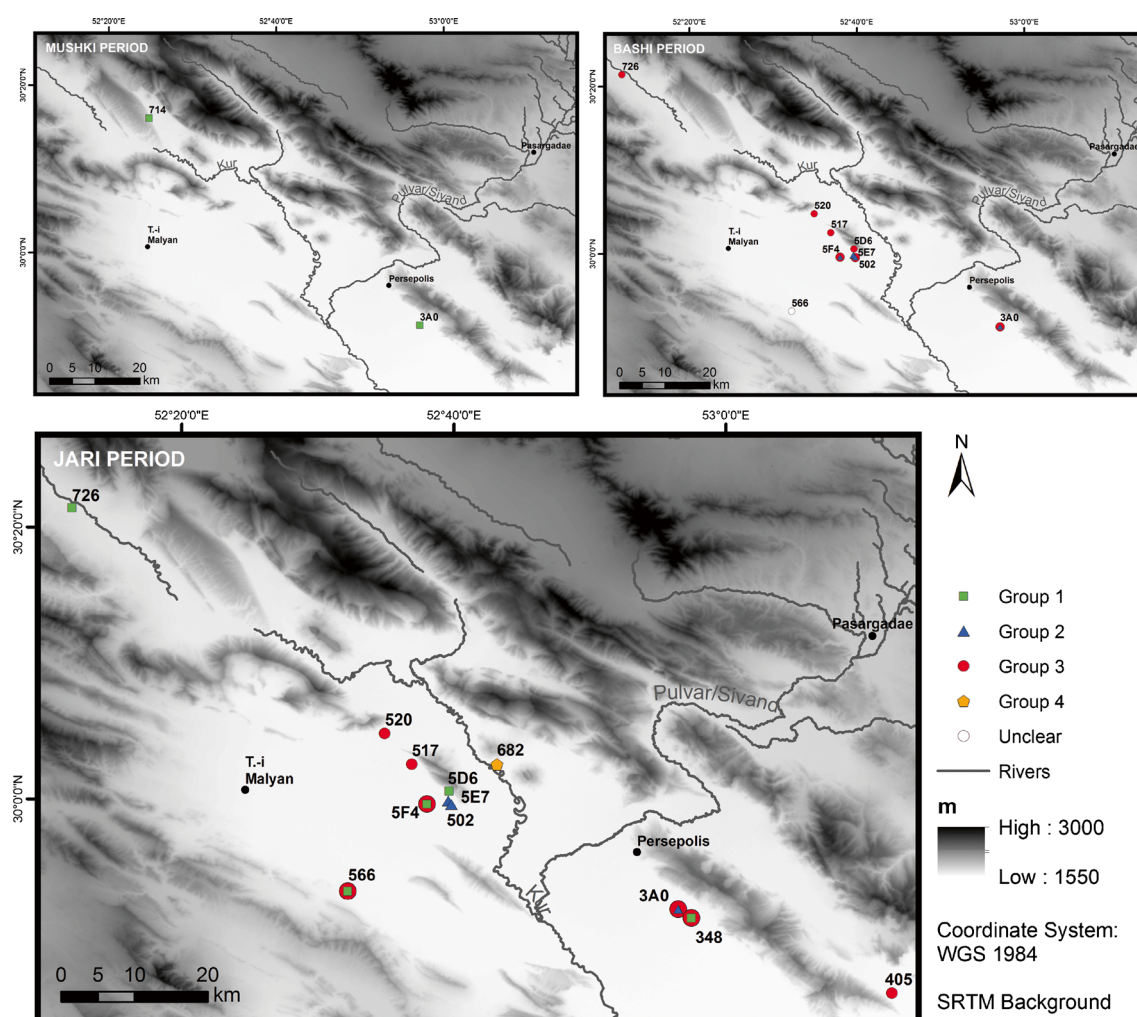 52°20'0"E
52°40'0"E
53°0'0"E
MUSHKI PERIOD
30°20'0"N
30°0'0"N
714
Kur
Pasargadae
Pulvar/Sivand
T.-i
Malyan
Persepolis
3A0
0 5 10 20
km
52°20'0"E
52°40'0"E
53°0'0"E
BASHI PERIOD
30°20'0"N
30°0'0"N
726
Kur
Pasargadae
Pulvar/Sivand
520
517
T.-i
Malyan
5D6
5F4
5E7
502
Persepolis
566
3A0
0 5 10 20
km
52°20'0"E
52°40'0"E
53°0'0"E
JARI PERIOD
30°20'0"N
30°0'0"N
726
Pasargadae
Pulvar/Sivand
520
517
682
T.-i
Malyan
5D6
5E7
5F4
502
Persepolis
566
Kur
3A0
348
405
0 5 10 20
km
N
Group 1
Group 2
Group 3
Group 4
Unclear
Rivers
m
High : 3000
Low : 1550
Coordinate System:
WGS 1984
SRTM Background